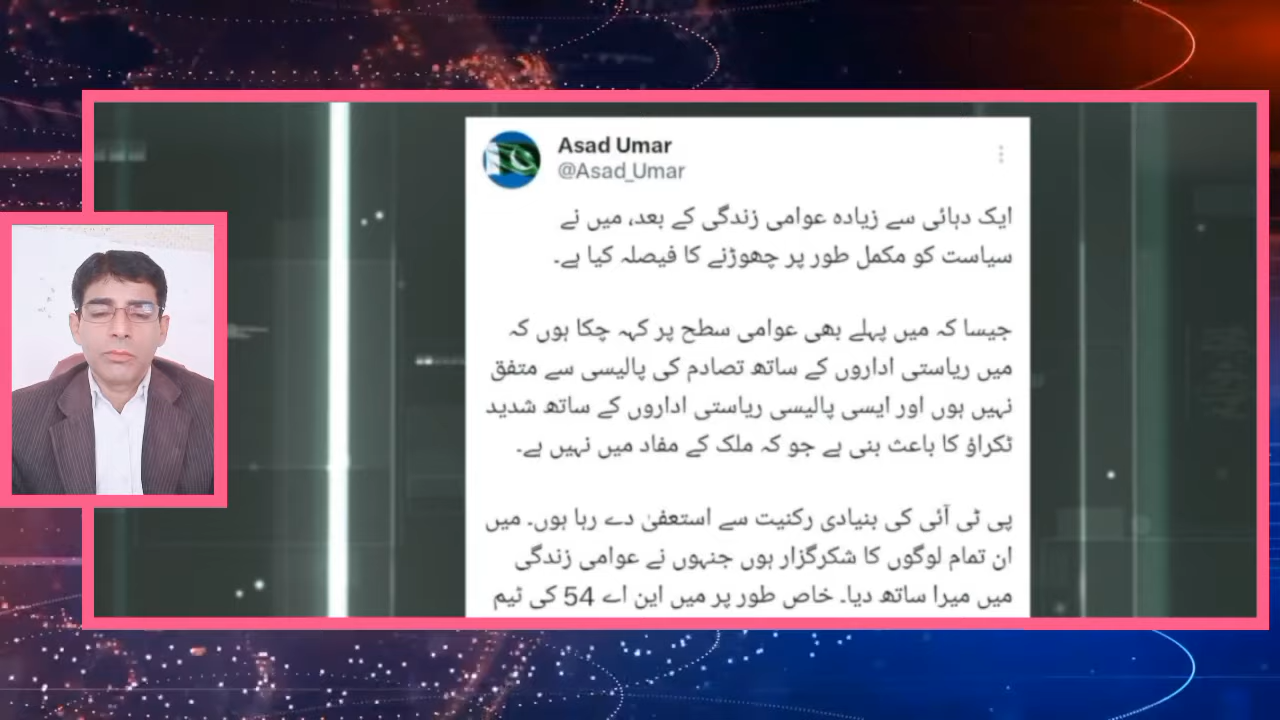 Asad Umar
@Asad_Umar
ایک دہائی سے زیادہ عوامی زندگی کے بعد، میں نے
سیاست کو مکمل طور پر چھوڑنے کا فیصلہ کیا ہے۔
جیسا کہ میں پہلے بھی عوامی سطح پر کہہ چکا ہوں کہ
میں ریاستی اداروں کے ساتھ تصادم کی پالیسی سے متفق
نہیں ہوں اور ایسی پالیسی ریاستی اداروں کے ساتھ شدید
ٹکراؤ کا باعث بنی ہے جو کہ ملک کے مفاد میں نہیں ہے۔
پی ٹی آئی کی بنیادی رکنیت سے استعفیٰ دے رہا ہوں۔ میں
ان تمام لوگوں کا شکرگزار ہوں جنہوں نے عوامی زندگی
میں میرا ساتھ دیا۔ خاص طور پر میں این اے 54 کی ٹیم